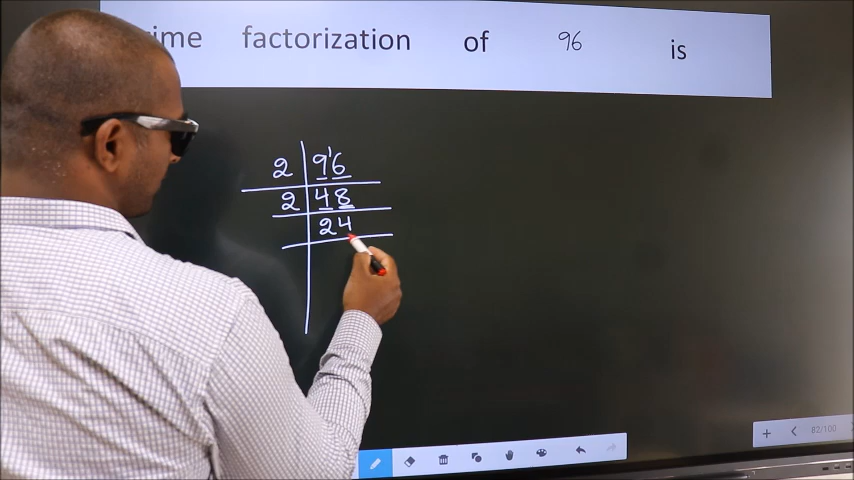 factorization of 96 is
2 96
2 48
24
82/100